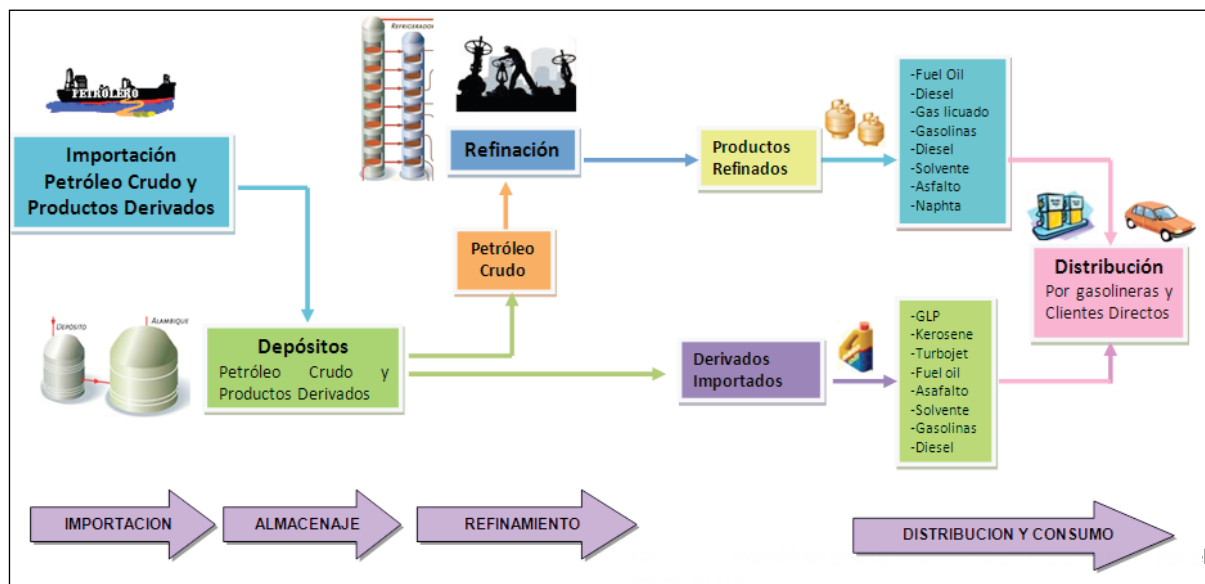 PETROLERO
Importación
Petróleo Crudo y
Productos Derivados
DEPÓSITO
ALAMBIQUE
Depósitos
Petróleo Crudo y
Productos Derivados
REFRIGERADOR
Refinación
Petróleo
Crudo
Productos
Refinados
-Fuel Oil
-Diesel
-Gas licuado
-Gasolinas
-Diesel
-Solvente
-Asfalto
-Naphta
Derivados
Importados
-GLP
-Kerosene
-Turbojet
-Fuel oil
-Asafalto
-Solvente
-Gasolinas
-Diesel
Distribución
Por gasolineras y
Clientes Directos
IMPORTACION
ALMACENAJE
REFINAMIENTO
DISTRIBUCION Y CONSUMO